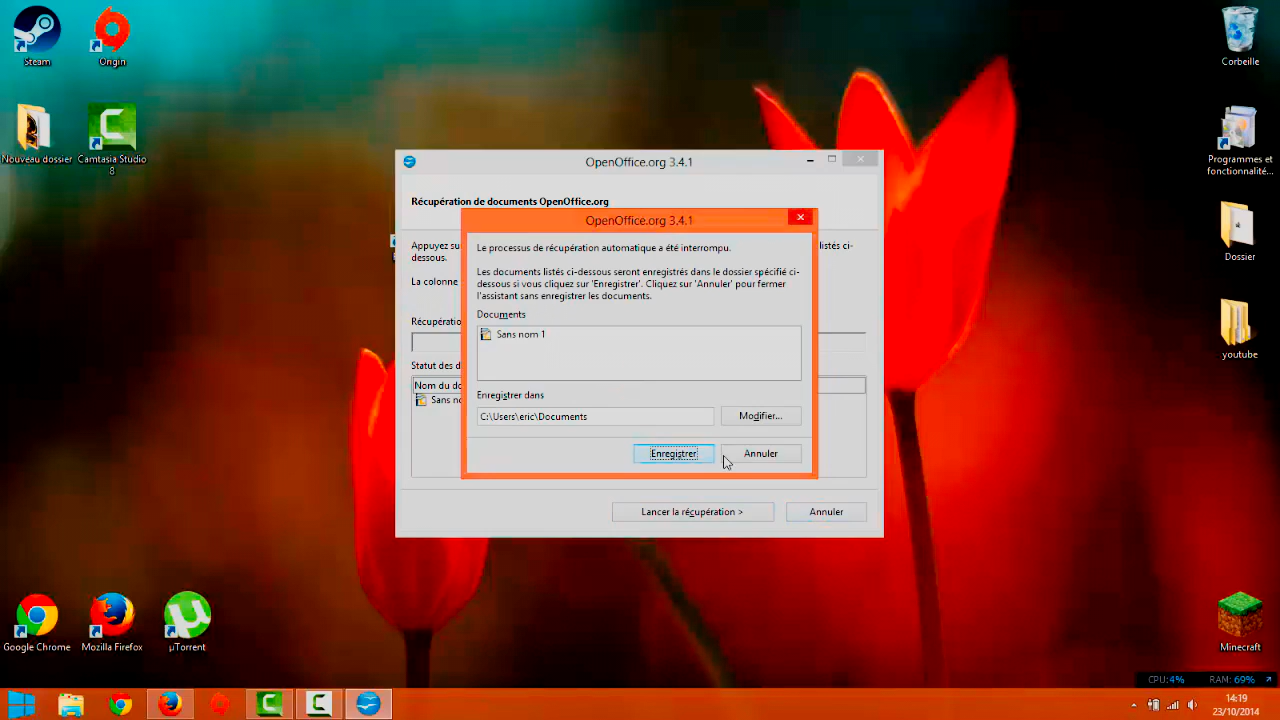 Steam
Origin
Nouveau dossier
Camtasia Studio
8
Corbeille
Programmes et
fonctionnalité...
Dossier
youtube
OpenOffice.org 3.4.1
Récupération de documents OpenOffice.org
Appuyez su
listés ci-
dessous.
La colonne
Récupération
Statut des d
Nom du do
Sans no
OpenOffice.org 3.4.1
Le processus de récupération automatique a été interrompu.
Les documents listés ci-dessous seront enregistrés dans le dossier spécifié ci-
dessous si vous cliquez sur 'Enregistrer'. Cliquez sur 'Annuler' pour fermer
l'assistant sans enregistrer les documents.
Documents
Sans nom 1
Enregistrer dans
C:\Users\eric\Documents
Modifier...
Enregistrer
Annuler
Lancer la récupération >
Annuler
Google Chrome
Mozilla Firefox
µTorrent
Minecraft
CPU:4%
RAM: 69%
14:19
23/10/2014